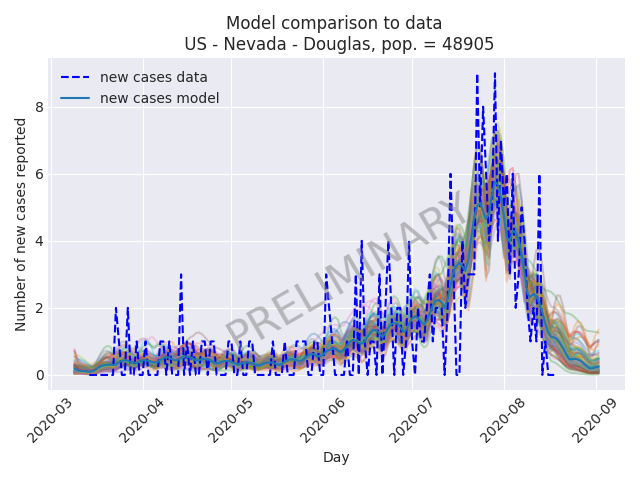 Model comparison to data
US - Nevada - Douglas, pop. = 48905
new cases data
new cases model
Number of new cases reported
8
6
4
2
0
PRELIMINARY
2020-03
2020-04
2020-05
2020-06
2020-07
2020-08
2020-09
Day